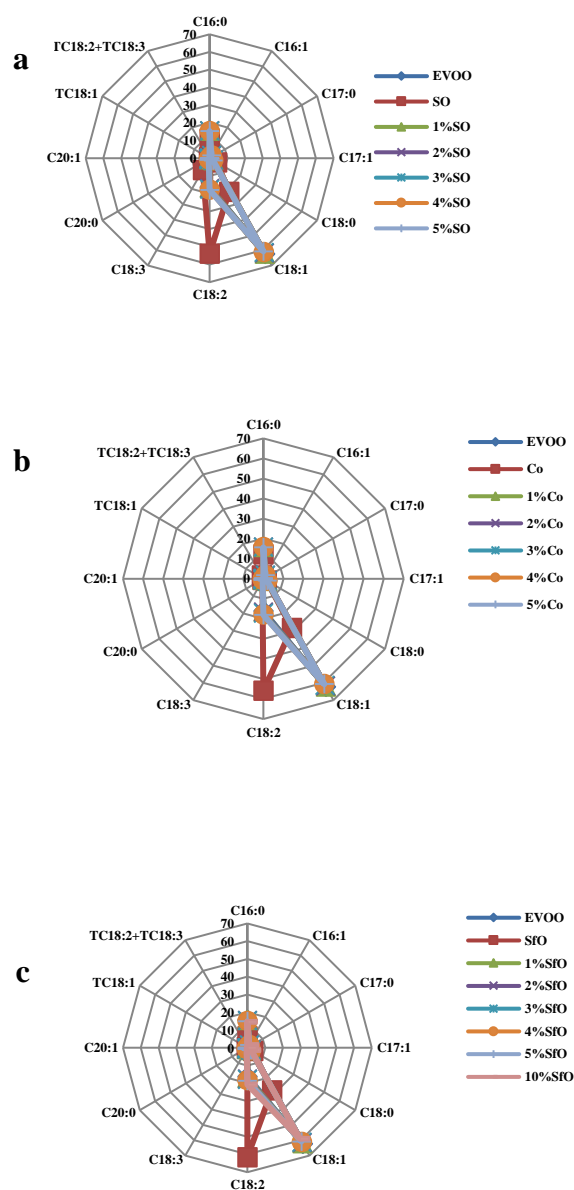 a
C16:0
C16:1
C17:0
C17:1
C18:0
C18:1
C18:2
C18:3
C20:0
C20:1
TC18:1
TC18:2+TC18:3
70
60
50
40
30
20
10
0
EVOO
SO
1%SO
2%SO
3%SO
4%SO
5%SO
b
C16:0
C16:1
C17:0
C17:1
C18:0
C18:1
C18:2
C18:3
C20:0
C20:1
TC18:1
TC18:2+TC18:3
70
60
50
40
30
20
10
0
EVOO
Co
1%Co
2%Co
3%Co
4%Co
5%Co
c
C16:0
C16:1
C17:0
C17:1
C18:0
C18:1
C18:2
C18:3
C20:0
C20:1
TC18:1
TC18:2+TC18:3
70
60
50
40
30
20
10
0
EVOO
SfO
1%SfO
2%SfO
3%SfO
4%SfO
5%SfO
10%SfO